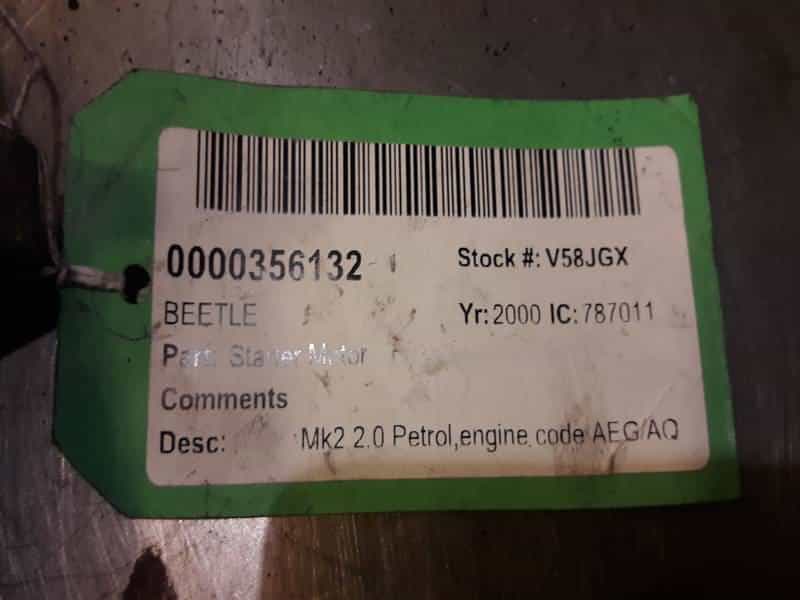 0000356132
Stock #: V58JGX
BEETLE
Yr: 2000 IC: 787011
Part: Starter Motor
Comments
Desc: Mk2 2.0 Petrol,engine code AEG/AQ